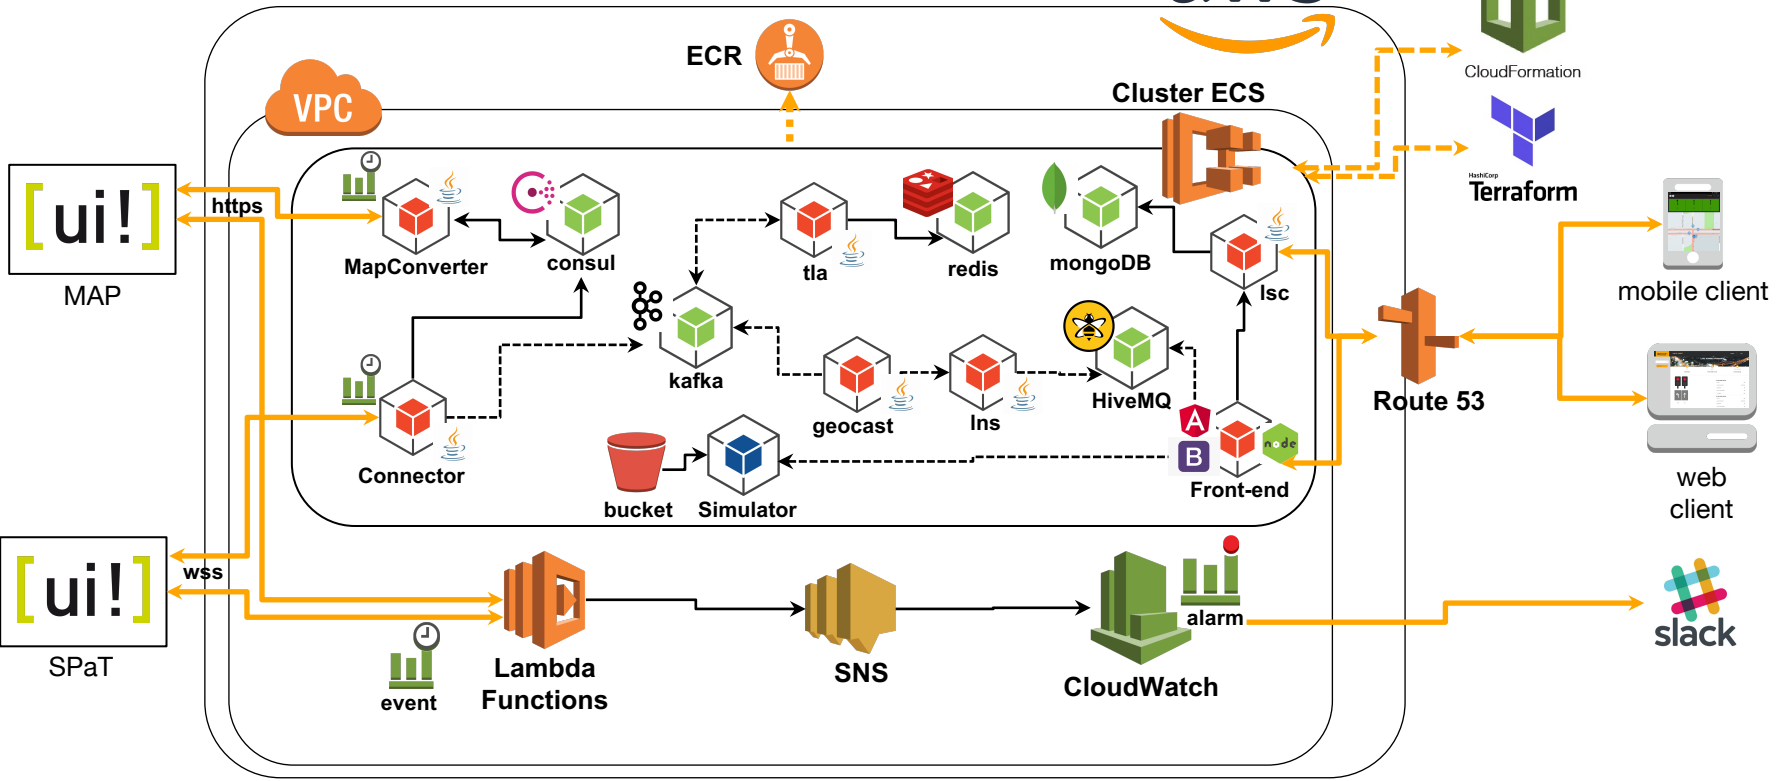 ECR
VPC
Cluster ECS
CloudFormation
HashiCorp
Terraform
[ui!]
MAP
https
MapConverter
consul
tla
redis
mongoDB
lsc
mobile client
kafka
geocast
lns
HiveMQ
Route 53
Connector
bucket
Simulator
A
B
node
Front-end
web
client
[ui!]
SPaT
wss
event
Lambda
Functions
SNS
CloudWatch
alarm
slack